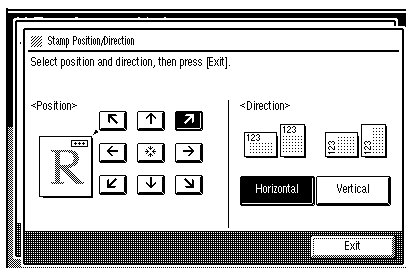 Stamp Position/Direction
Select position and direction, then press [Exit].
<Position>
R
<Direction>
123
123
123
123
Horizontal
Vertical
Exit